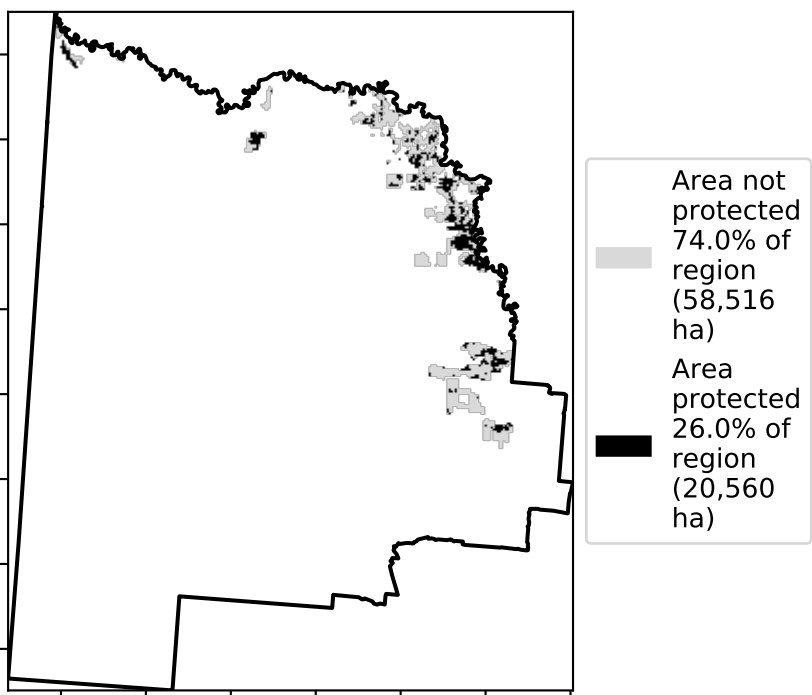 Area not
protected
74.0% of
region
(58,516
ha)
Area
protected
26.0% of
region
(20,560
ha)